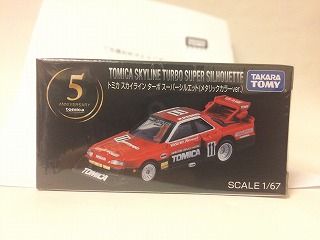 TOMICA SKYLINE TURBO SUPER SILHOUETTE
トミカ スカイライン ターボ スーパーシルエット(メタリックカラーver.)
TAKARA
TOMY
5
ANNIVERSARY
tomica
11
TOMICA
11
TOMICA
SCALE 1/67